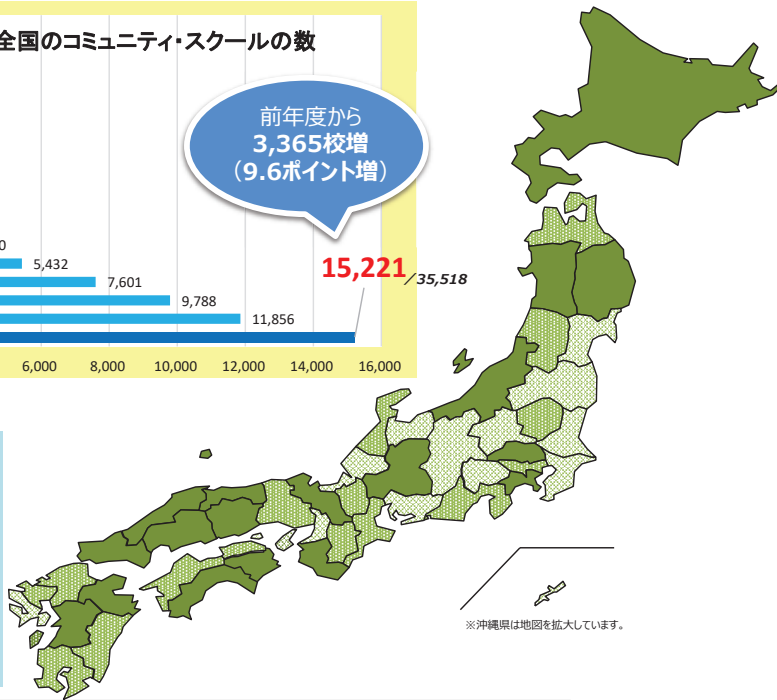 全国のコミュニティ・スクールの数
前年度から
3,365校増
（9.6ポイント増）
0
5,432
7,601
9,788
11,856
15,221／35,518
6,000 8,000 10,000 12,000 14,000 16,000
※沖縄県は地図を拡大しています。